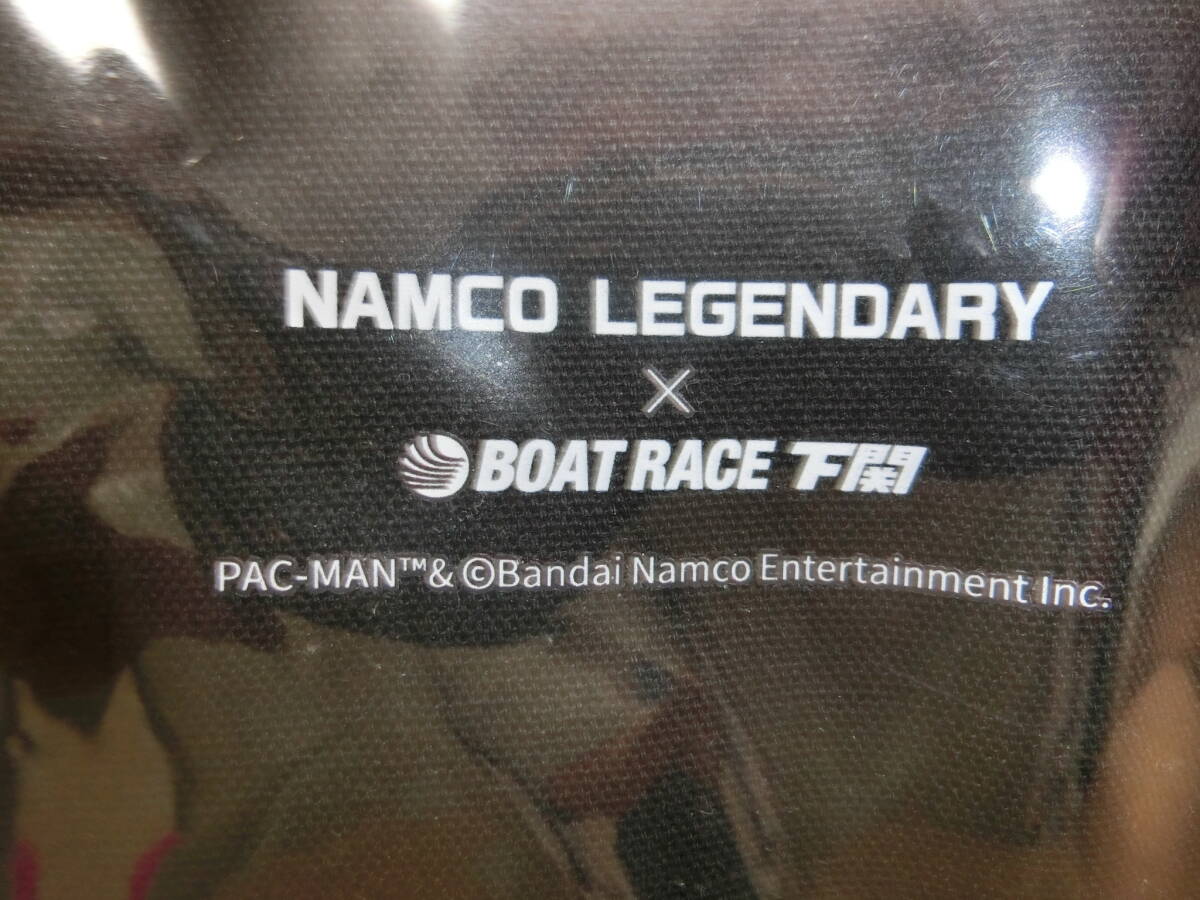 NAMCO LEGENDARY
×
BOAT RACE 下関
PAC-MAN™& ©Bandai Namco Entertainment Inc.